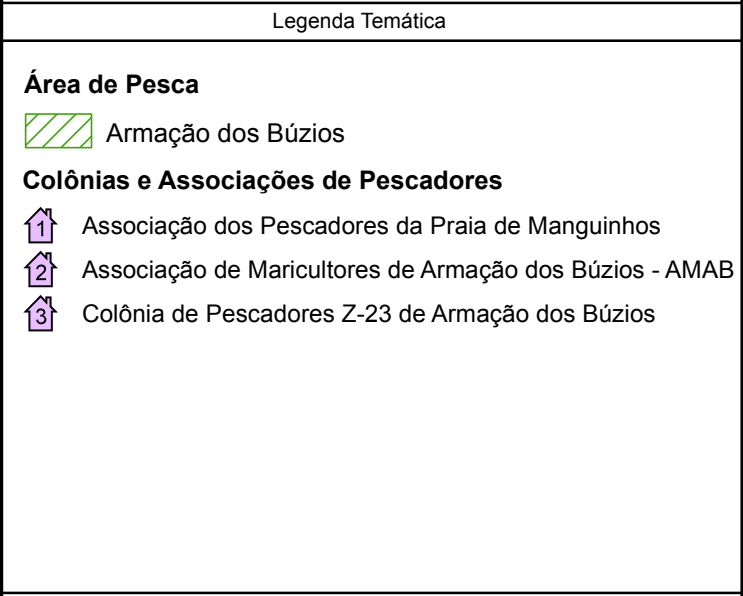 Legenda Temática
Área de Pesca
Armação dos Búzios
Colônias e Associações de Pescadores
1 Associação dos Pescadores da Praia de Manguinhos
2 Associação de Maricultores de Armação dos Búzios - AMAB
3 Colônia de Pescadores Z-23 de Armação dos Búzios